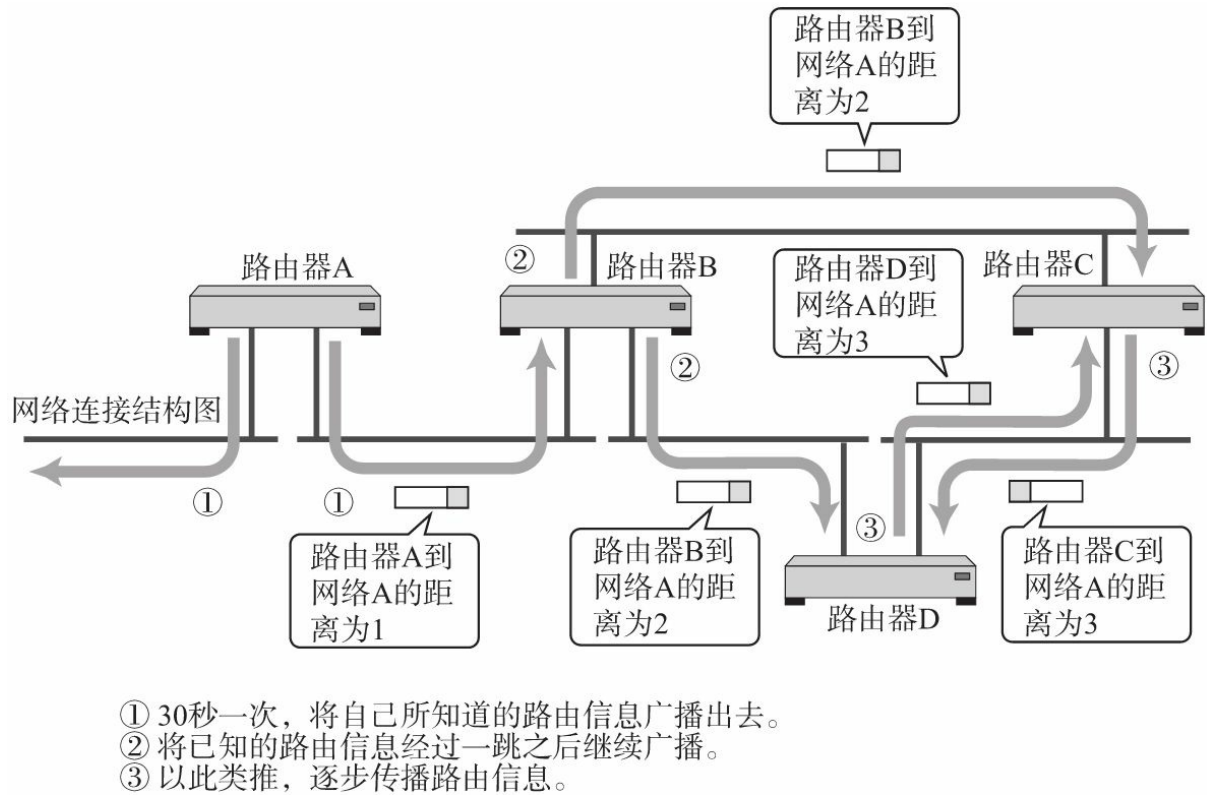 路由器B到
网络A的距
离为2
②
路由器A
路由器B
路由器D到
网络A的距
离为3
路由器C
②
③
网络连接结构图
①
①
③
路由器A到
网络A的距
离为1
路由器B到
网络A的距
离为2
路由器D
路由器C到
网络A的距
离为3
① 30秒一次，将自己所知道的路由信息广播出去。
② 将已知的路由信息经过一跳之后继续广播。
③ 以此类推，逐步传播路由信息。